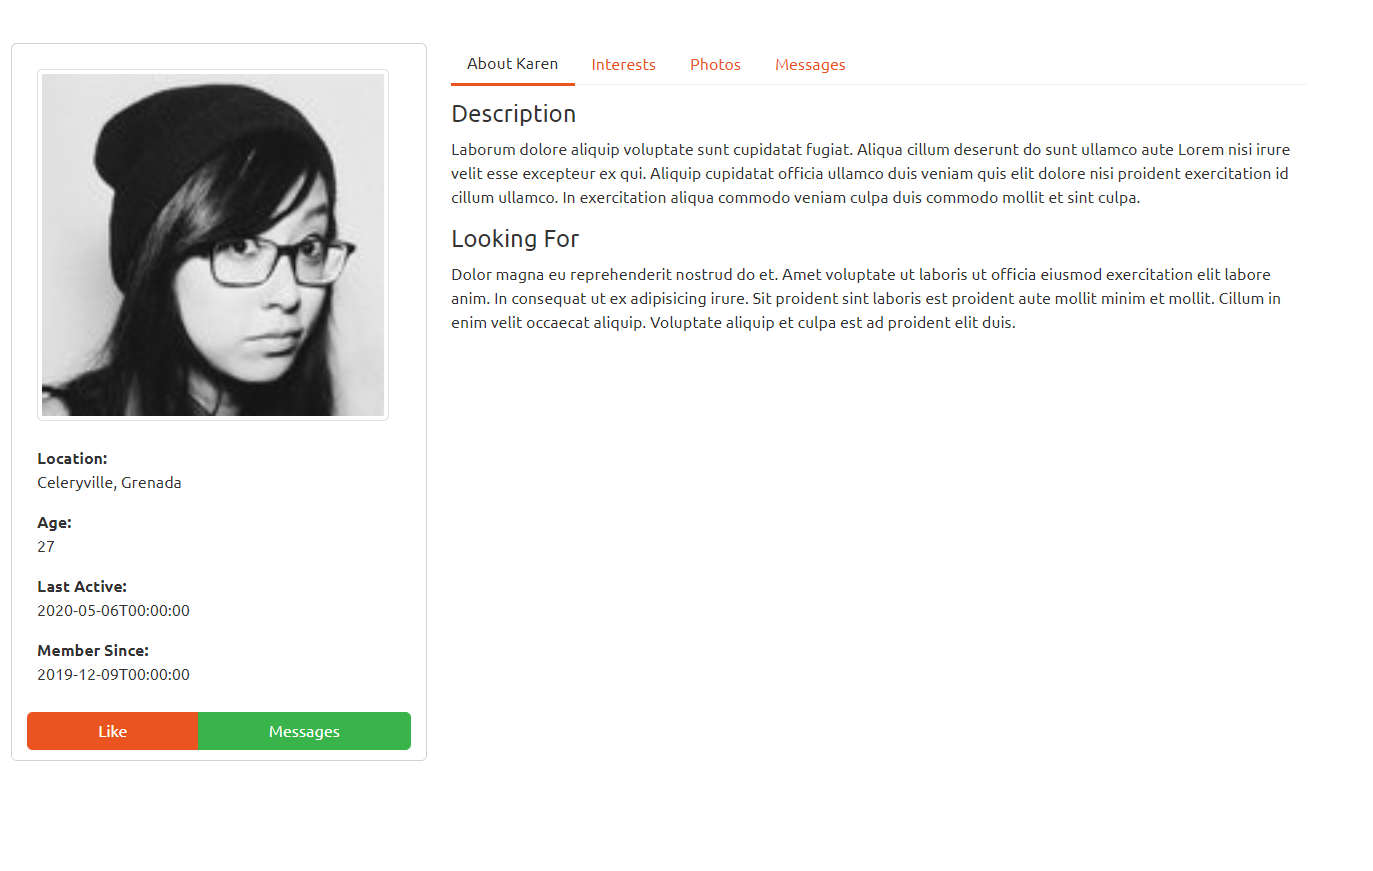 About Karen
Interests
Photos
Messages
Description
Laborum dolore aliquip voluptate sunt cupidatat fugiat. Aliqua cillum deserunt do sunt ullamco aute Lorem nisi irure
velit esse excepteur ex qui. Aliquip cupidatat officia ullamco duis veniam quis elit dolore nisi proident exercitation id
cillum ullamco. In exercitation aliqua commodo veniam culpa duis commodo mollit et sint culpa.
Looking For
Dolor magna eu reprehenderit nostrud do et. Amet voluptate ut laboris ut officia eiusmod exercitation elit labore
anim. In consequat ut ex adipisicing irure. Sit proident sint laboris est proident aute mollit minim et mollit. Cillum in
enim velit occaecat aliquip. Voluptate aliquip et culpa est ad proident elit duis.
Location:
Celeryville, Grenada
Age:
27
Last Active:
2020-05-06T00:00:00
Member Since:
2019-12-09T00:00:00
Like
Messages